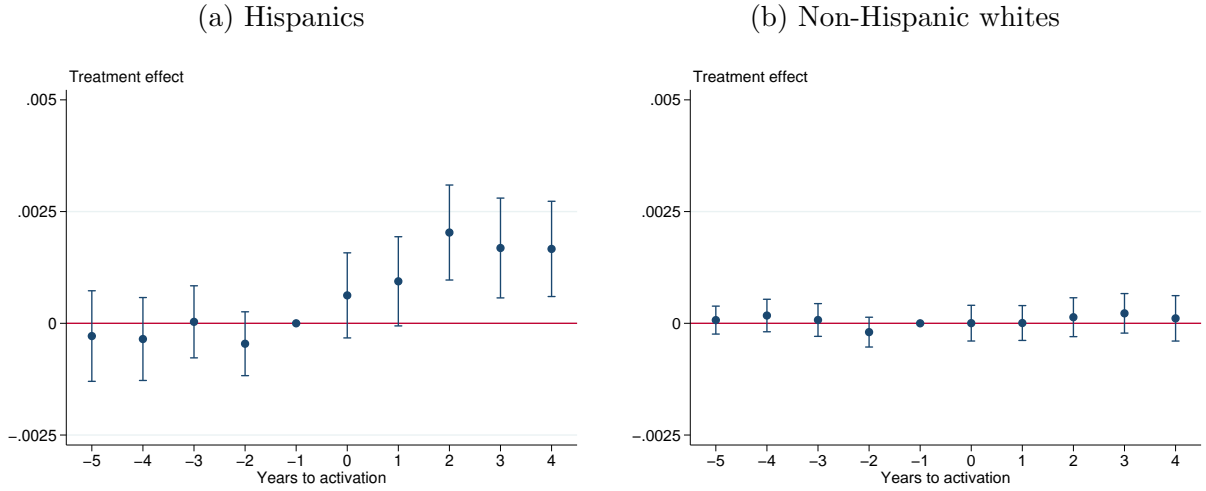 (a) Hispanics
Treatment effect
.005
.0025
0
−.0025
−5 −4 −3 −2 −1 0 1 2 3 4
Years to activation
(b) Non-Hispanic whites
Treatment effect
.005
.0025
0
−.0025
−5 −4 −3 −2 −1 0 1 2 3 4
Years to activation